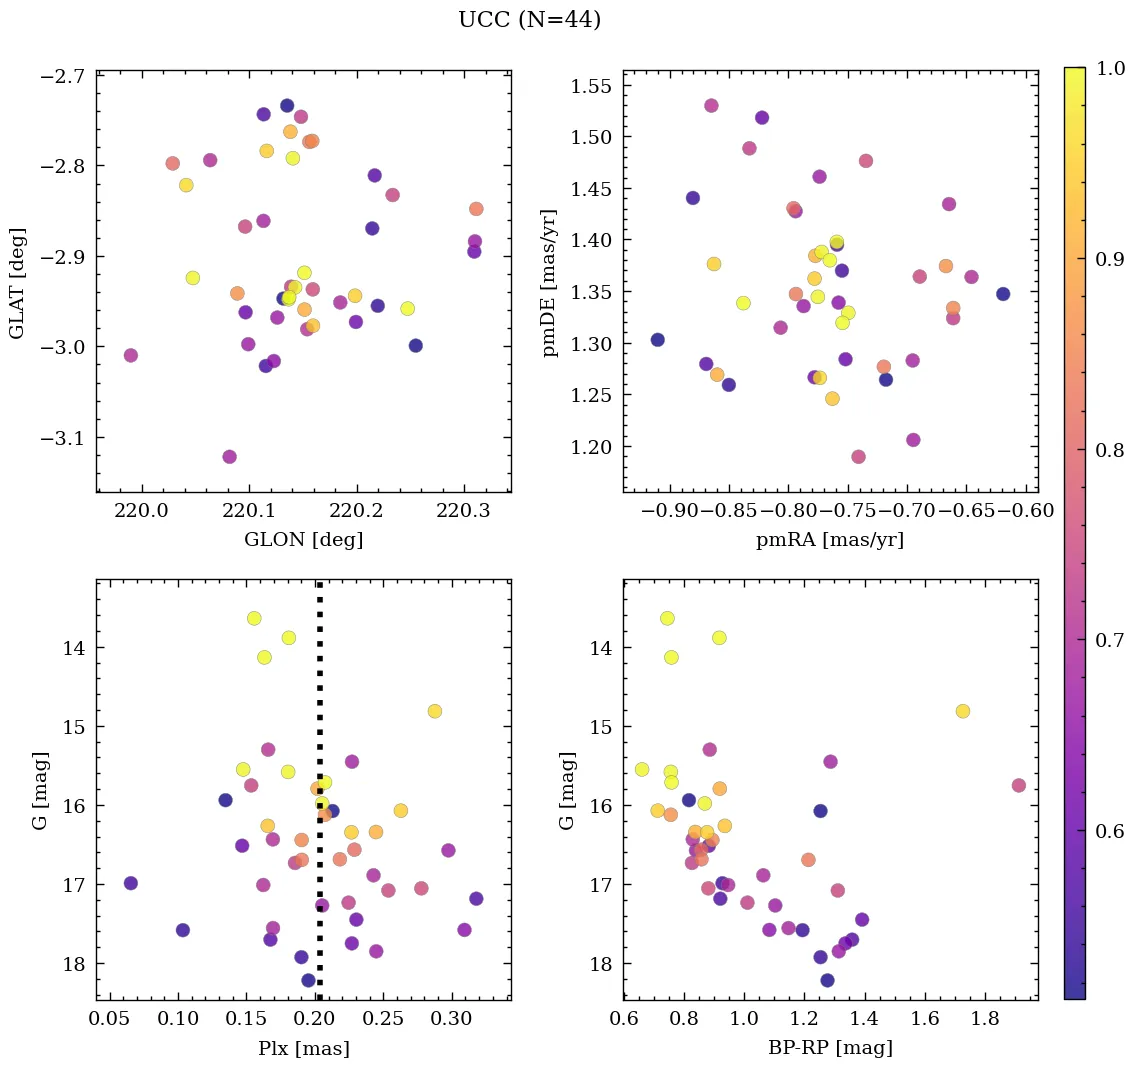 UCC (N=44)
−2.7
−2.8
−2.9
−3.0
−3.1
GLAT [deg]
220.0 220.1 220.2 220.3
GLON [deg]
1.55
1.50
1.45
1.40
1.35
1.30
1.25
1.20
pmDE [mas/yr]
−0.90 −0.85 −0.80 −0.75 −0.70 −0.65 −0.60
pmRA [mas/yr]
14
15
16
17
18
G [mag]
0.05 0.10 0.15 0.20 0.25 0.30
Plx [mas]
14
15
16
17
18
G [mag]
0.6 0.8 1.0 1.2 1.4 1.6 1.8
BP-RP [mag]
1.0
0.9
0.8
0.7
0.6